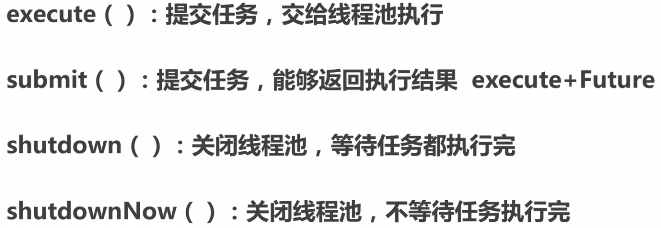 execute（）：提交任务，交给线程池执行
submit（）：提交任务，能够返回执行结果 execute+Future
shutdown（）：关闭线程池，等待任务都执行完
shutdownNow（）：关闭线程池，不等待任务执行完